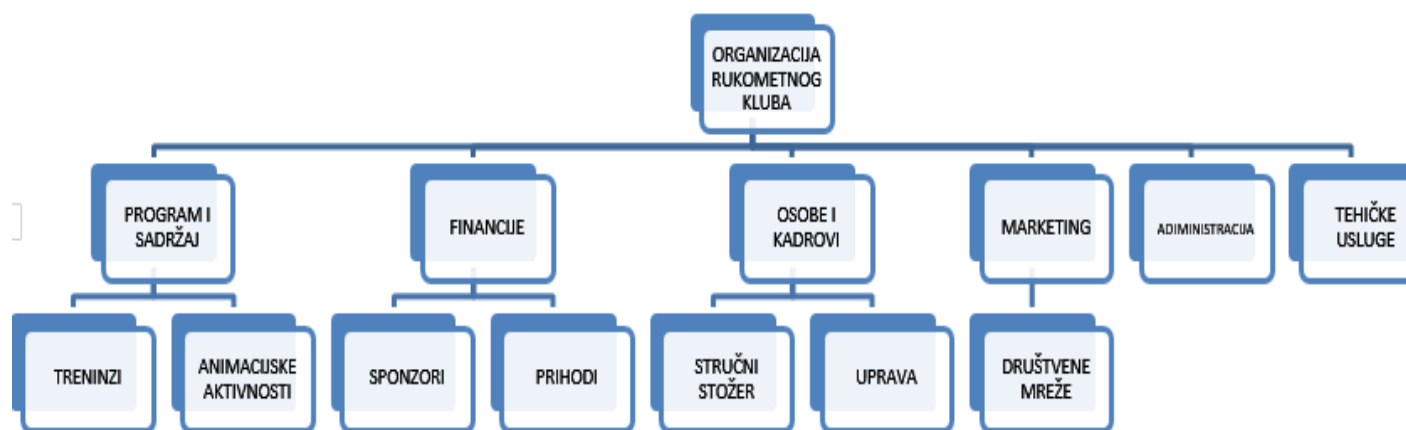 ORGANIZACIJA
RUKOMETNOG
KLUBA
PROGRAM I
SADRŽAJ
FINANCIJE
OSOBE I
KADROVI
MARKETING
ADIMINISTRACIJA
TEHIČKE
USLUGE
TRENINZI
ANIMACIJSKE
AKTIVNOSTI
SPONZORI
PRIHODI
STRUČNI
STOŽER
UPRAVA
DRUŠTVENE
MREŽE